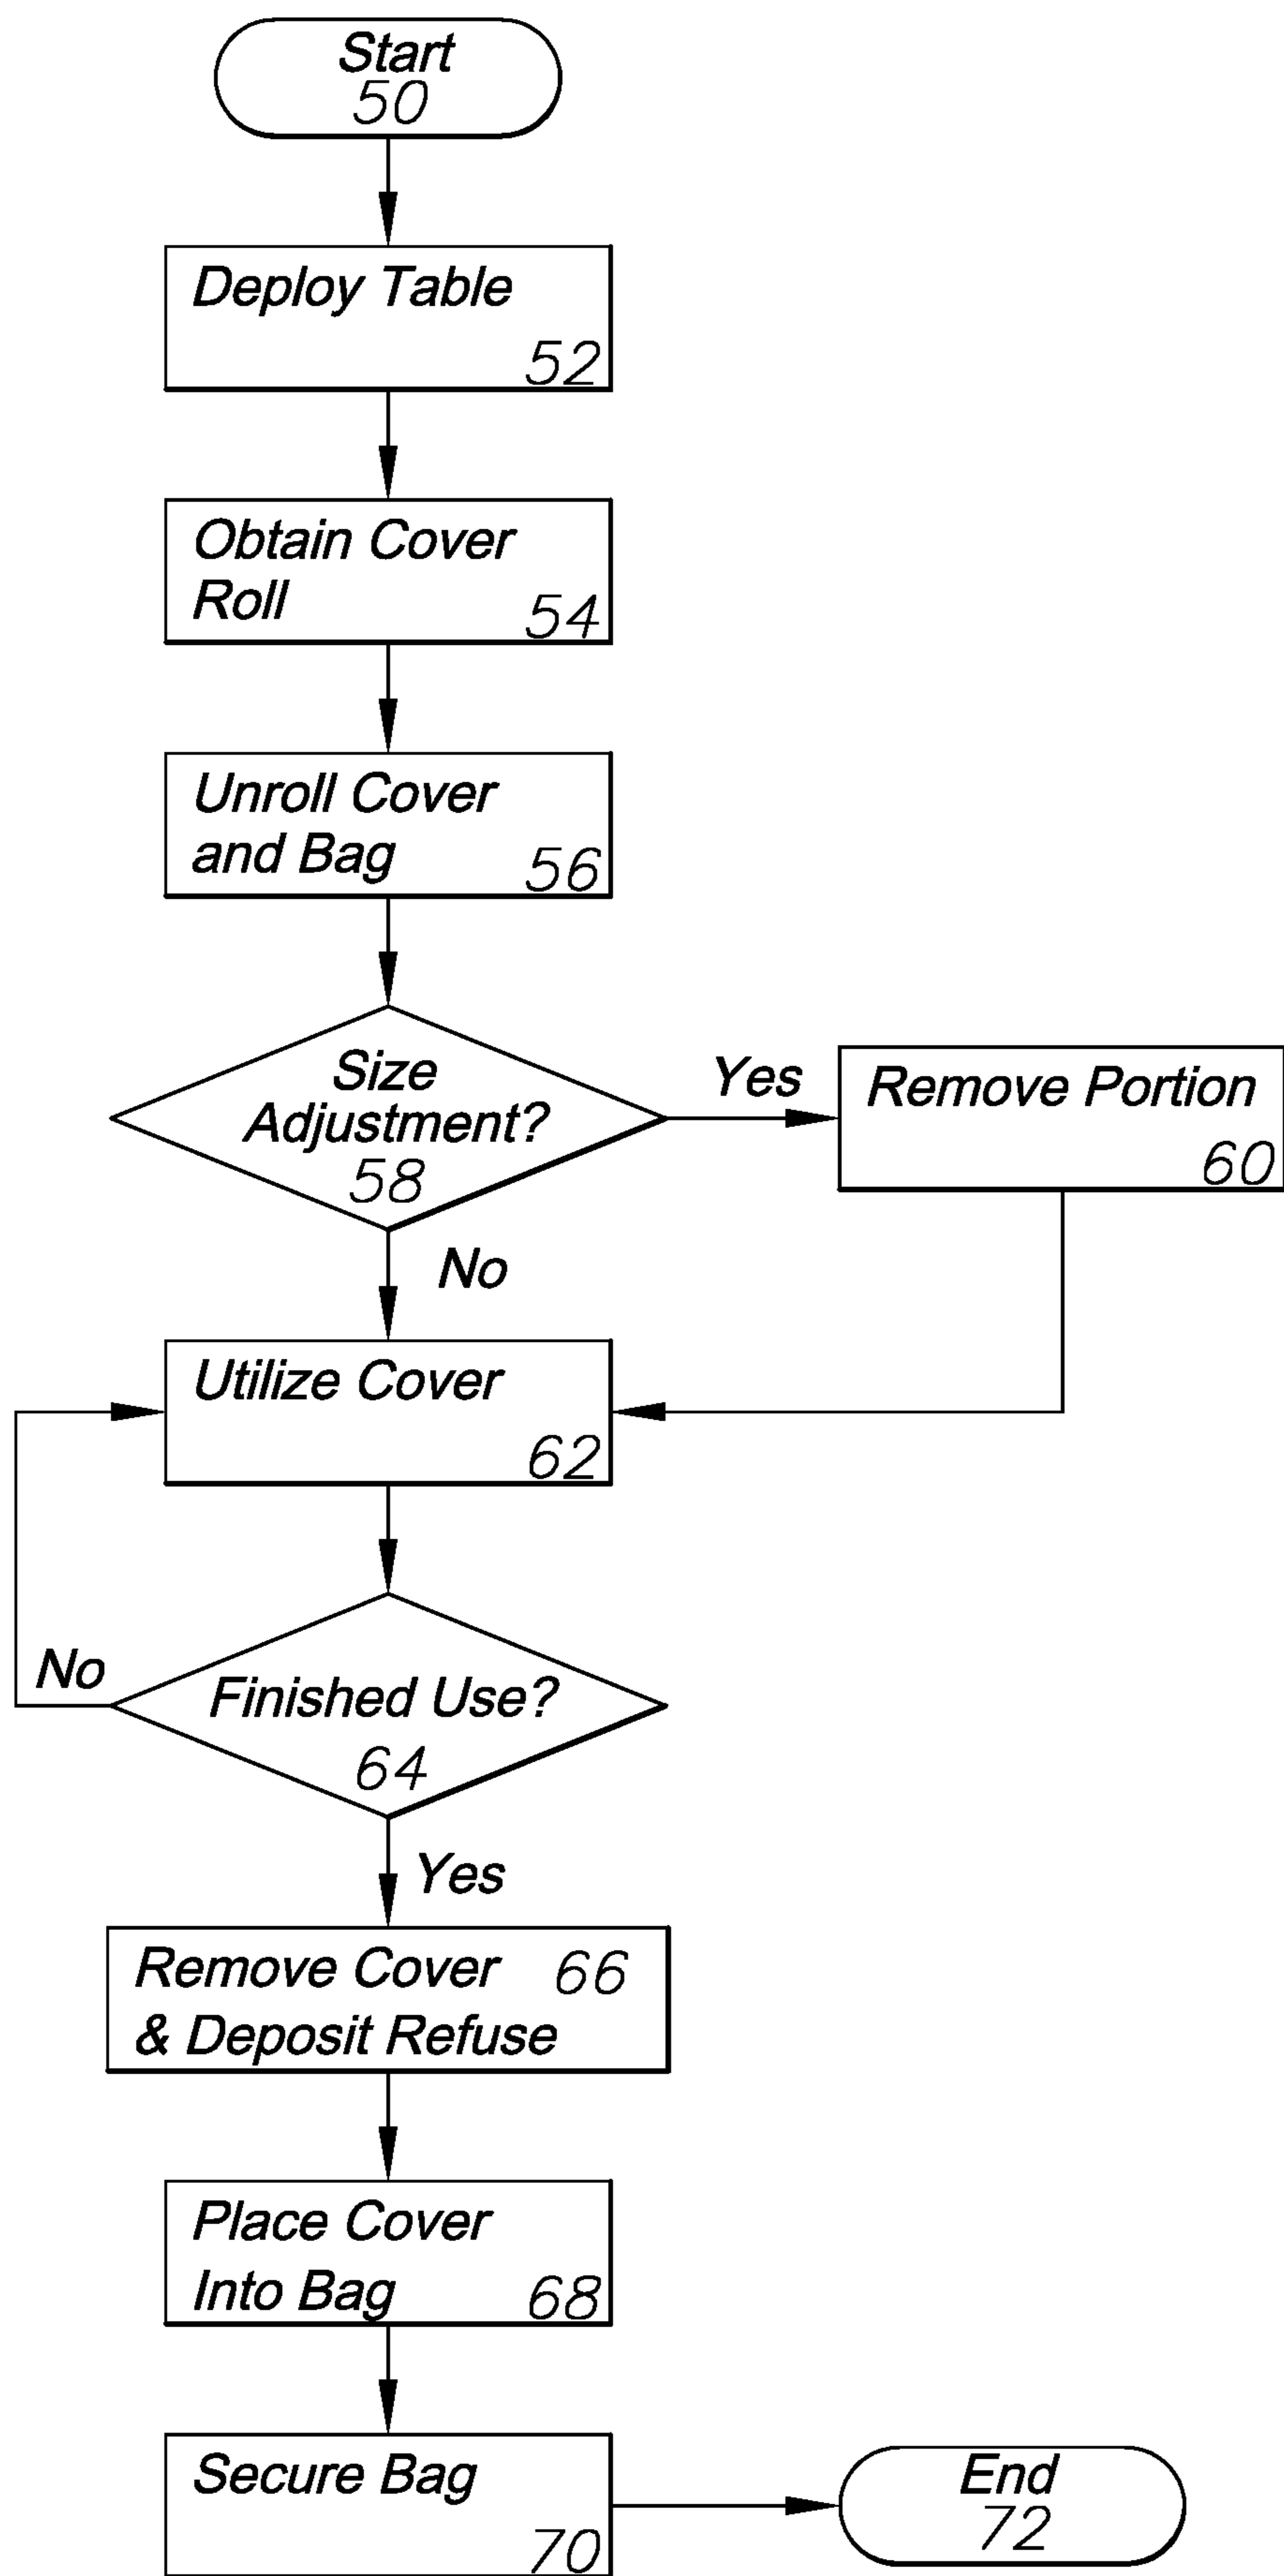 Start
50
Deploy Table
52
Obtain Cover
Roll
54
Unroll Cover
and Bag
56
Size
Adjustment?
58
Yes
Remove Portion
60
No
Utilize Cover
62
No
Finished Use?
64
Yes
Remove Cover 66
& Deposit Refuse
Place Cover
Into Bag
68
Secure Bag
70
End
72